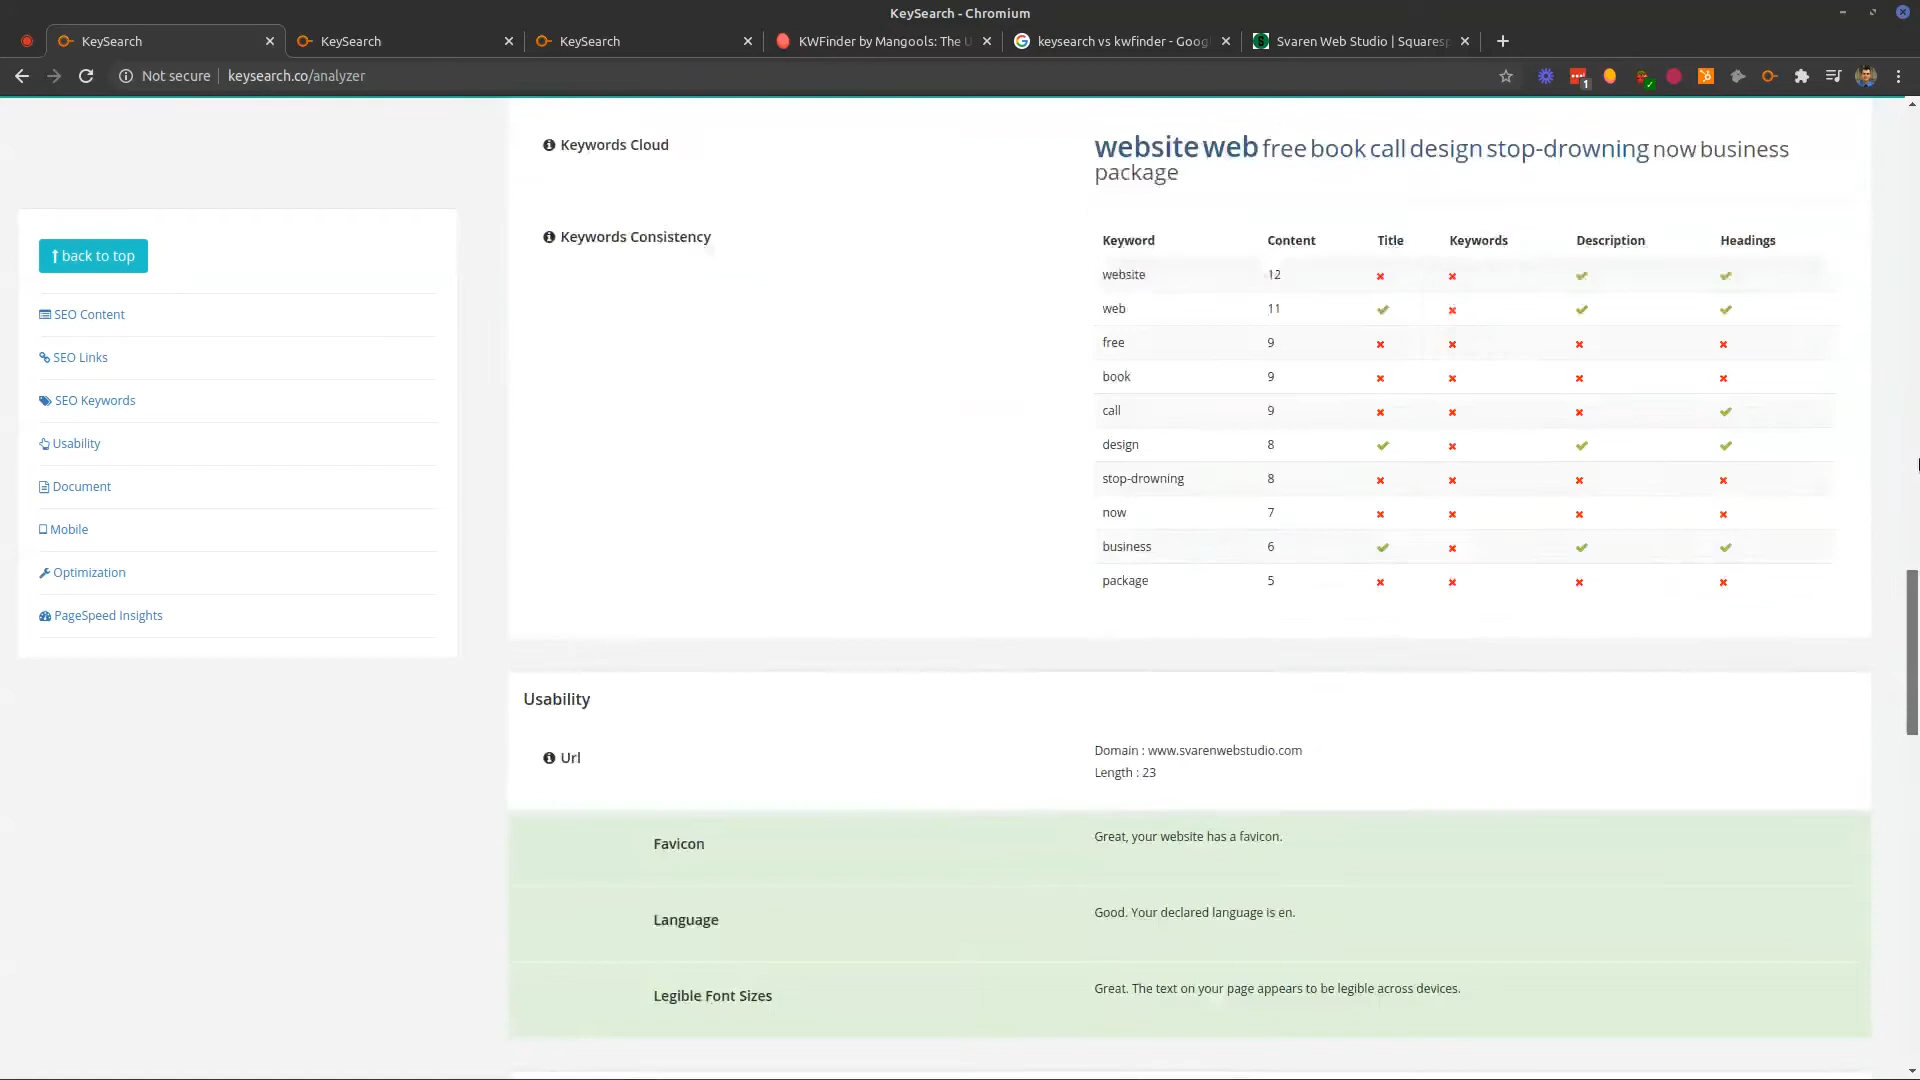 KeySearch - Chromium
KeySearch
KeySearch
KeySearch
KWFinder by Mangools: The U
keysearch vs kwfinder - Goog
Svaren Web Studio | Squaresp
Not secure
keysearch.co/analyzer
1
Keywords Cloud
website web free book call design stop-drowning now business
package
back to top
SEO Content
SEO Links
SEO Keywords
Usability
Document
Mobile
Optimization
PageSpeed Insights
Keywords Consistency
Keyword Content Title Keywords Description Headings
website 12
web 11
free 9
book 9
call 9
design 8
stop-drowning 8
now 7
business 6
package 5
Usability
Url
Domain : www.svarenwebstudio.com
Length : 23
Favicon
Great, your website has a favicon.
Language
Good. Your declared language is en.
Legible Font Sizes
Great. The text on your page appears to be legible across devices.